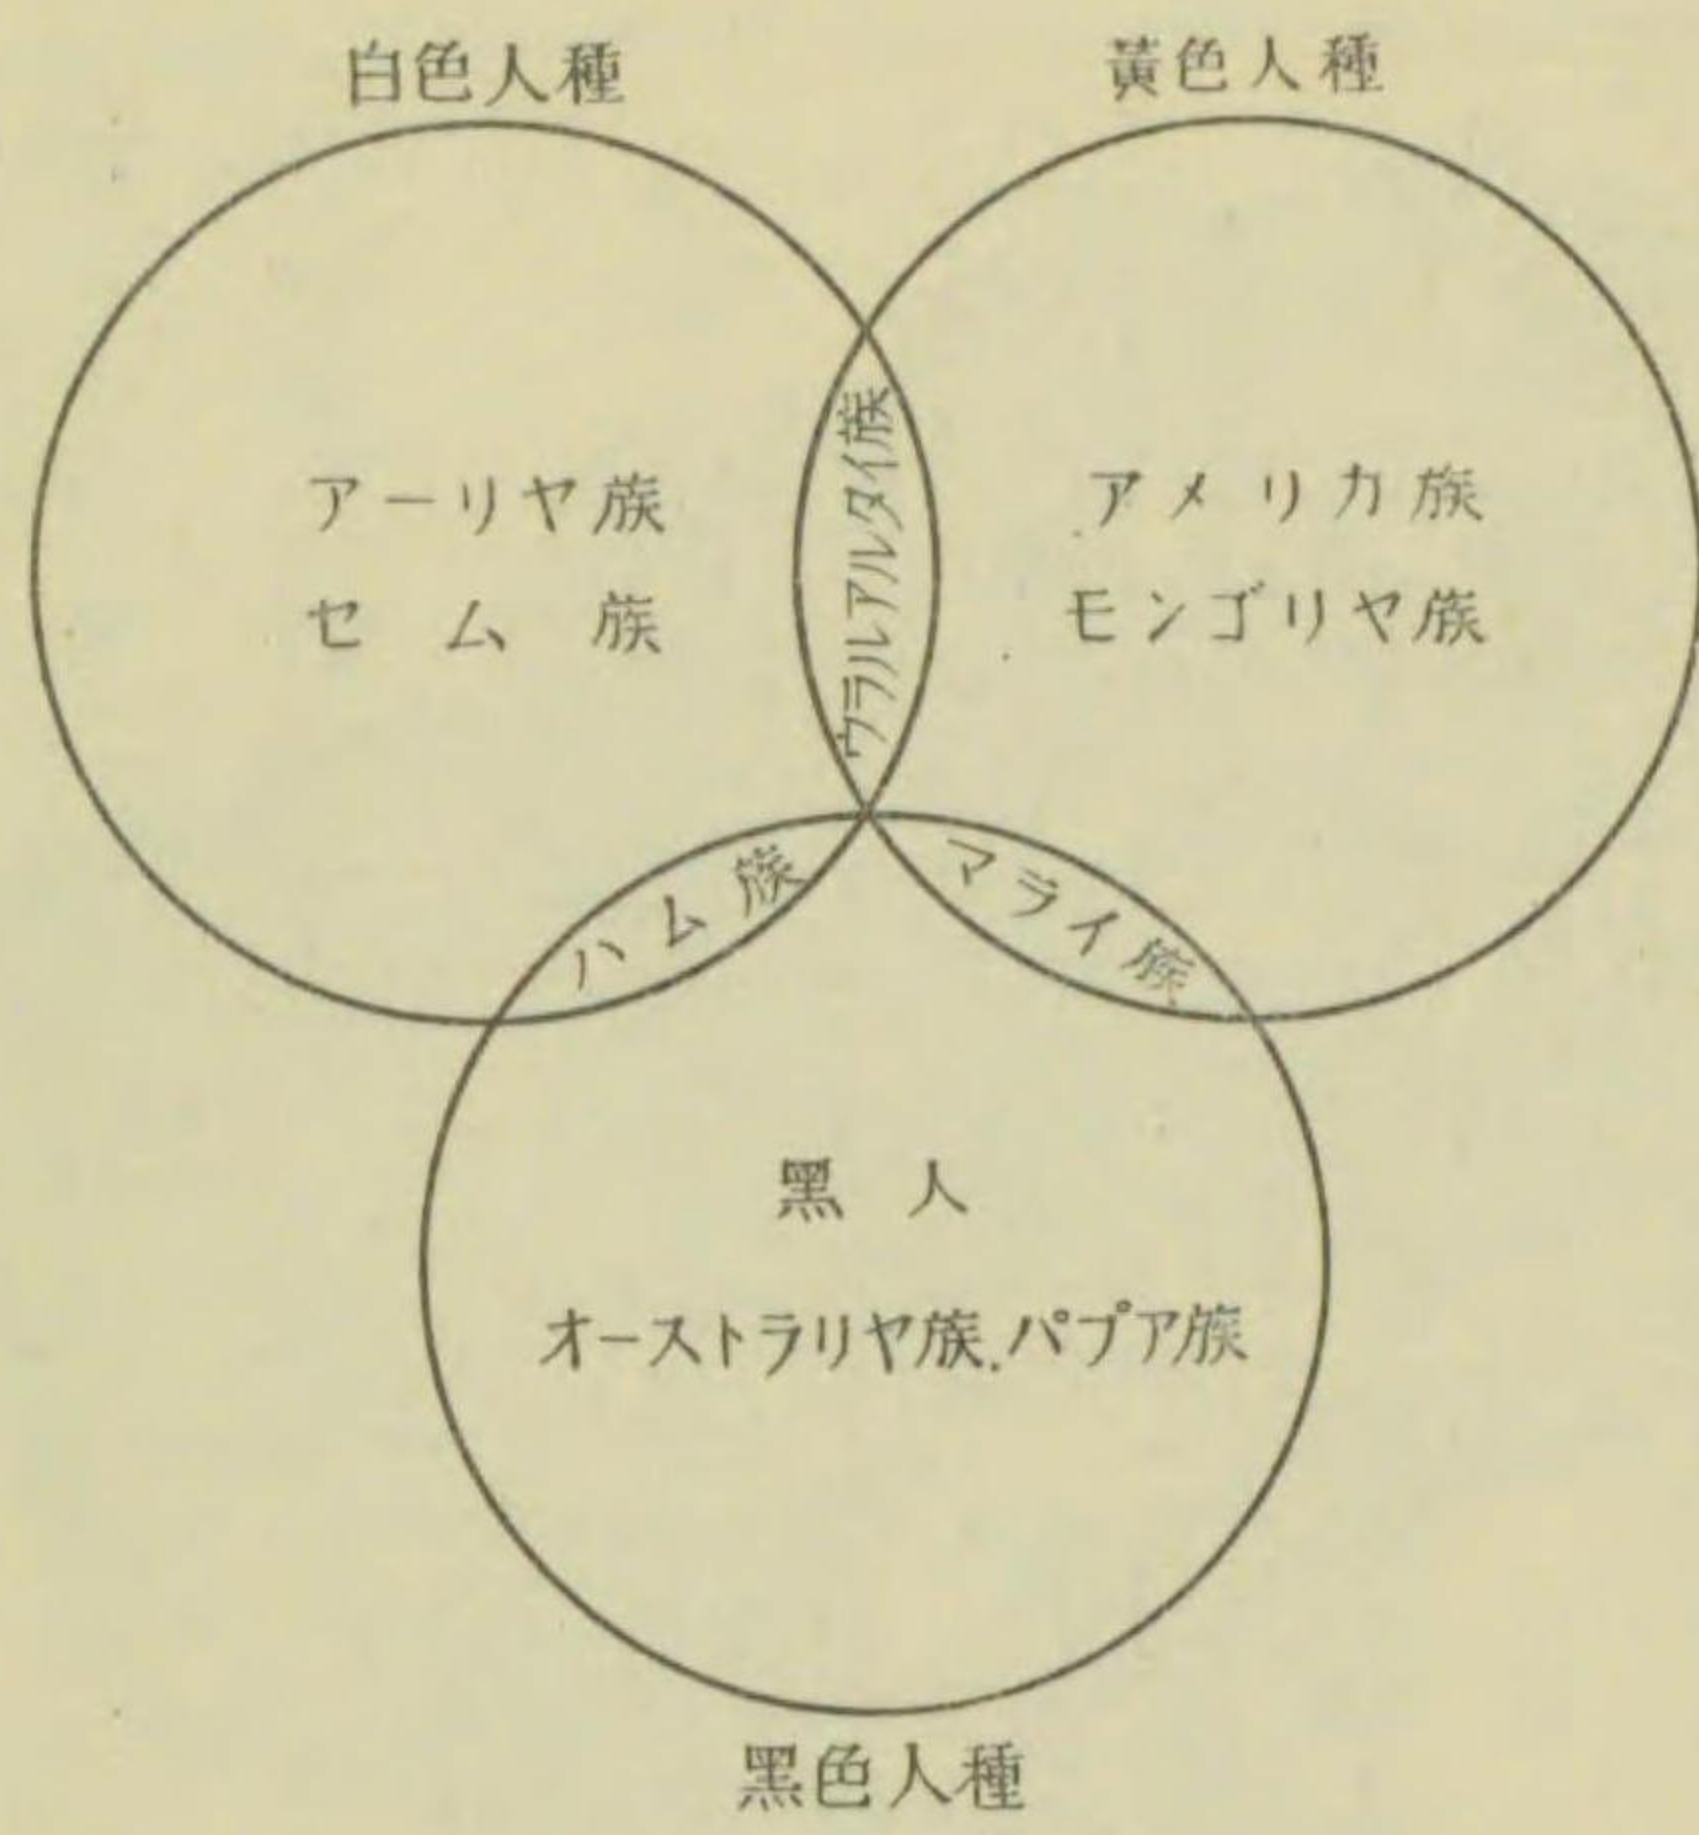 白色人種
黃色人種
アーリヤ族
セム族
ウラルアルタイ族
アメリカ族
モンゴリヤ族
ハム族
マライ族
黑人
オーストラリヤ族.パプア族
黑色人種